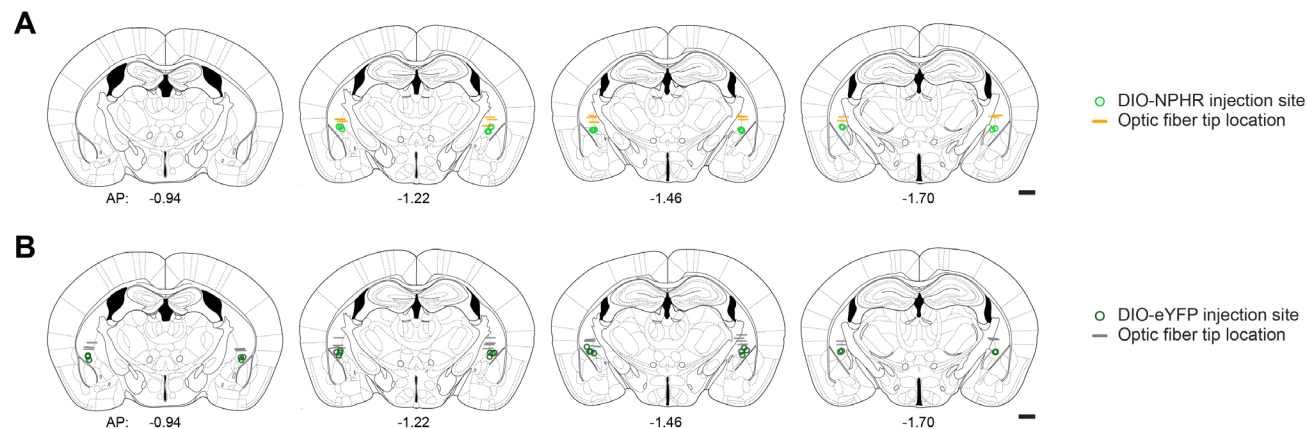 A
DIO-NPHR injection site
Optic fiber tip location
AP: -0.94 -1.22 -1.46 -1.70
B
DIO-eYFP injection site
Optic fiber tip location
AP: -0.94 -1.22 -1.46 -1.70